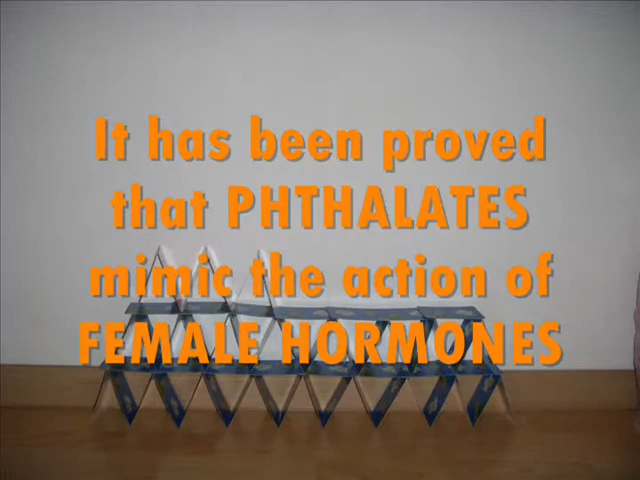 It has been proved
that PHTHALATES
mimic the action of
FEMALE HORMONES